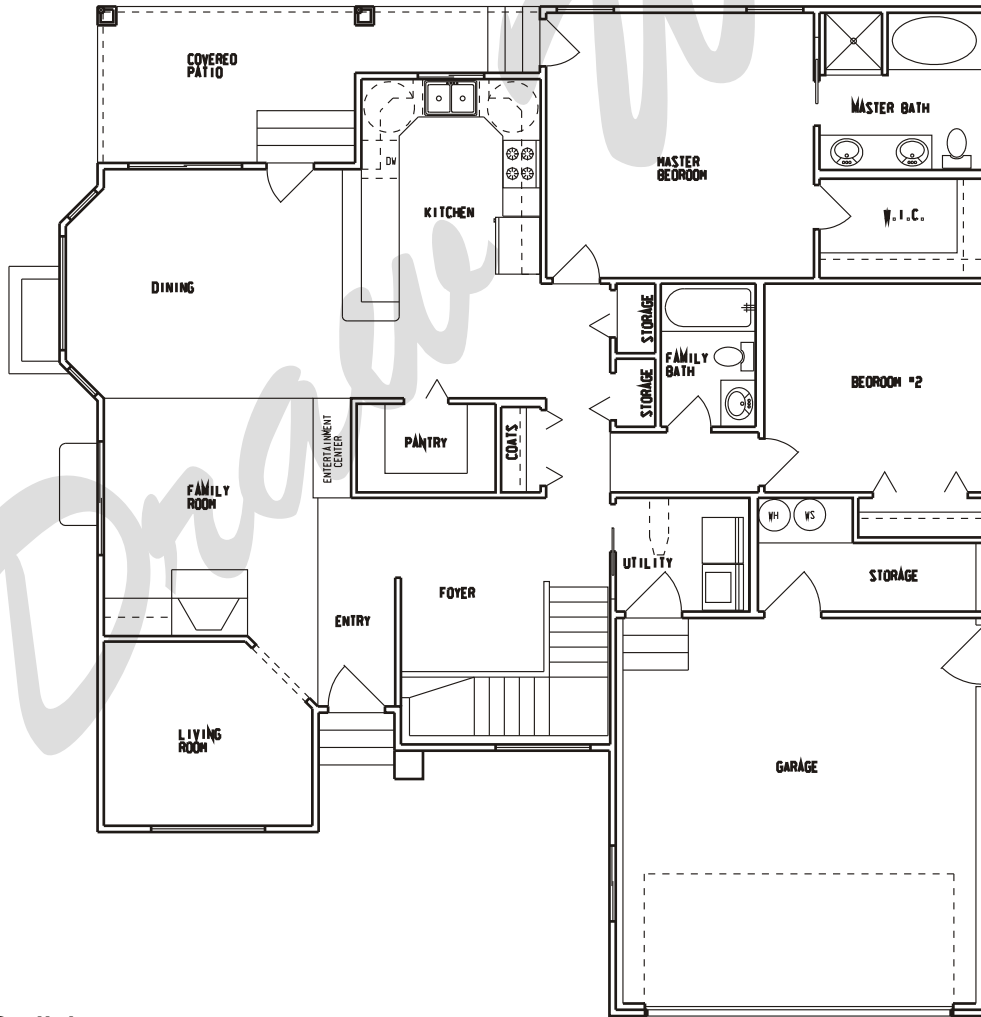 COVERED
PATIO
MASTER BATH
DW
MASTER
BEDROOM
KITCHEN
W.I.C.
DINING
STORAGE
FAMILY
BATH
STORAGE
BEDROOM #2
ENTERTAINMENT
CENTER
PANTRY
COATS
FAMILY
ROOM
WH
WS
UTILITY
STORAGE
FOYER
ENTRY
LIVING
ROOM
GARAGE
Draw